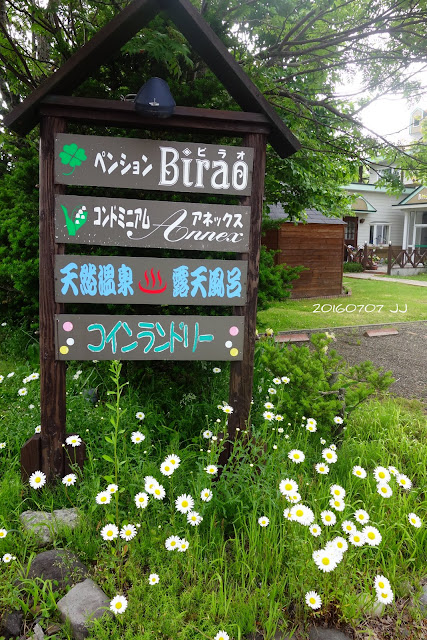 ペンション Birao ビラオ
コンドミニアム Annex アネックス
天然温泉 露天風呂
コインランドリー
20160707 JJ